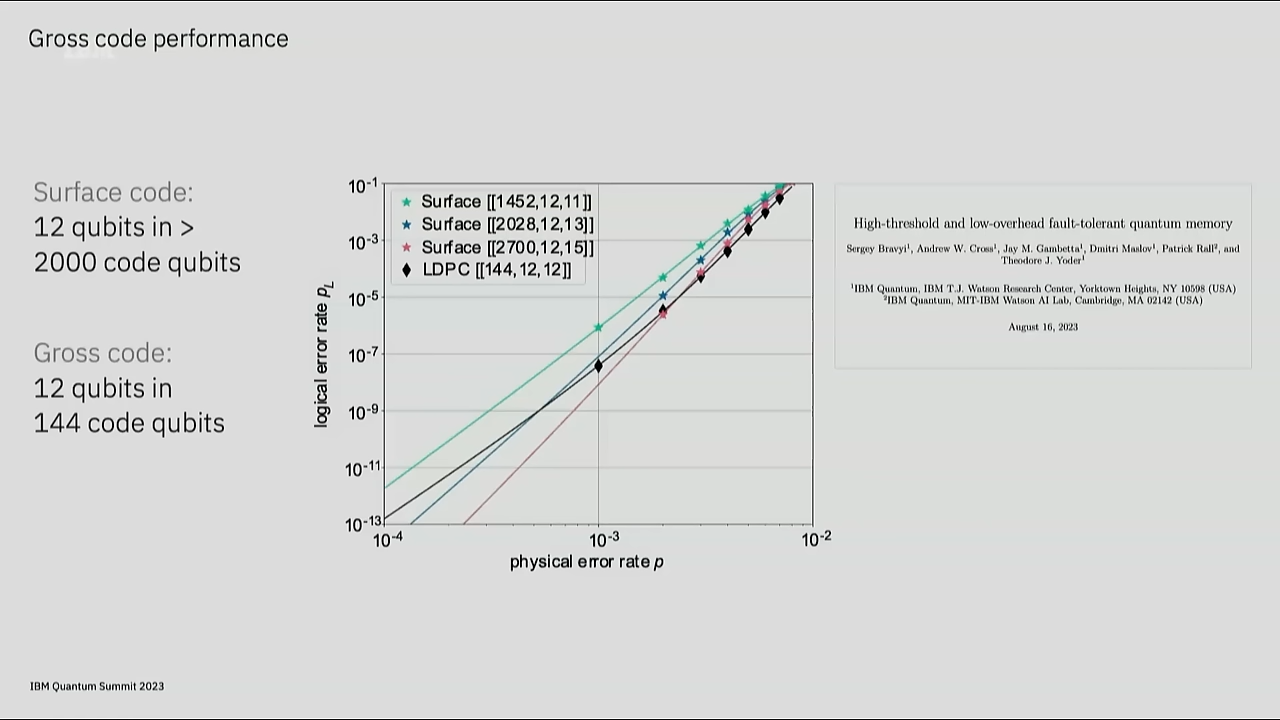 Gross code performance
Surface code:
12 qubits in >
2000 code qubits
Gross code:
12 qubits in
144 code qubits
Surface [[1452,12,11]]
Surface [[2028,12,13]]
Surface [[2700,12,15]]
LDPC [[144,12,12]]
logical error rate p_L
10^-1
10^-3
10^-5
10^-7
10^-9
10^-11
10^-13
10^-4
10^-3
10^-2
physical error rate p
High-threshold and low-overhead fault-tolerant quantum memory
Sergey Bravyi¹, Andrew W. Cross¹, Jay M. Gambetta¹, Dmitri Maslov¹, Patrick Rall², and
Theodore J. Yoder¹
¹IBM Quantum, IBM T.J. Watson Research Center, Yorktown Heights, NY 10598 (USA)
²IBM Quantum, MIT-IBM Watson AI Lab, Cambridge, MA 02142 (USA)
August 16, 2023
IBM Quantum Summit 2023